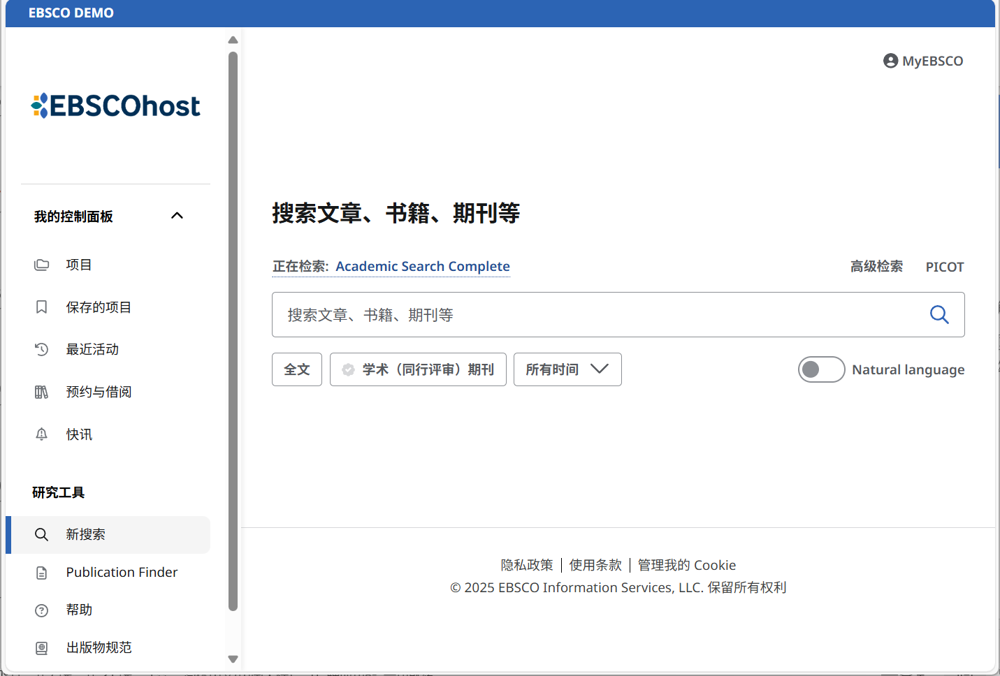 EBSCO DEMO
EBSCOhost
我的控制面板
项目
保存的项目
最近活动
预约与借阅
快讯
研究工具
新搜索
Publication Finder
帮助
出版物规范
MyEBSCO
搜索文章、书籍、期刊等
正在检索: Academic Search Complete
高级检索 PICOT
搜索文章、书籍、期刊等
全文 学术（同行评审）期刊 所有时间 Natural language
隐私政策 使用条款 管理我的 Cookie
© 2025 EBSCO Information Services, LLC. 保留所有权利